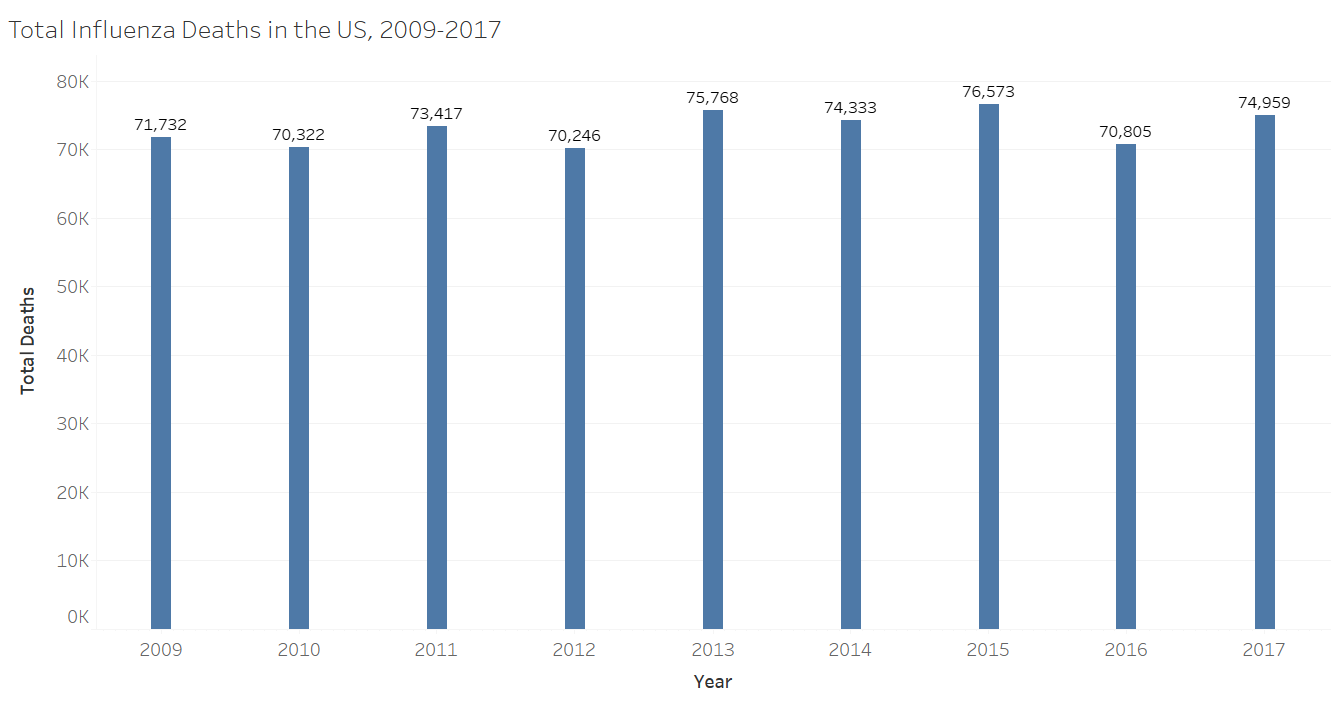 Total Influenza Deaths in the US, 2009-2017
80K
70K
60K
50K
40K
30K
20K
10K
0K
Total Deaths
71,732
70,322
73,417
70,246
75,768
74,333
76,573
70,805
74,959
2009 2010 2011 2012 2013 2014 2015 2016 2017
Year